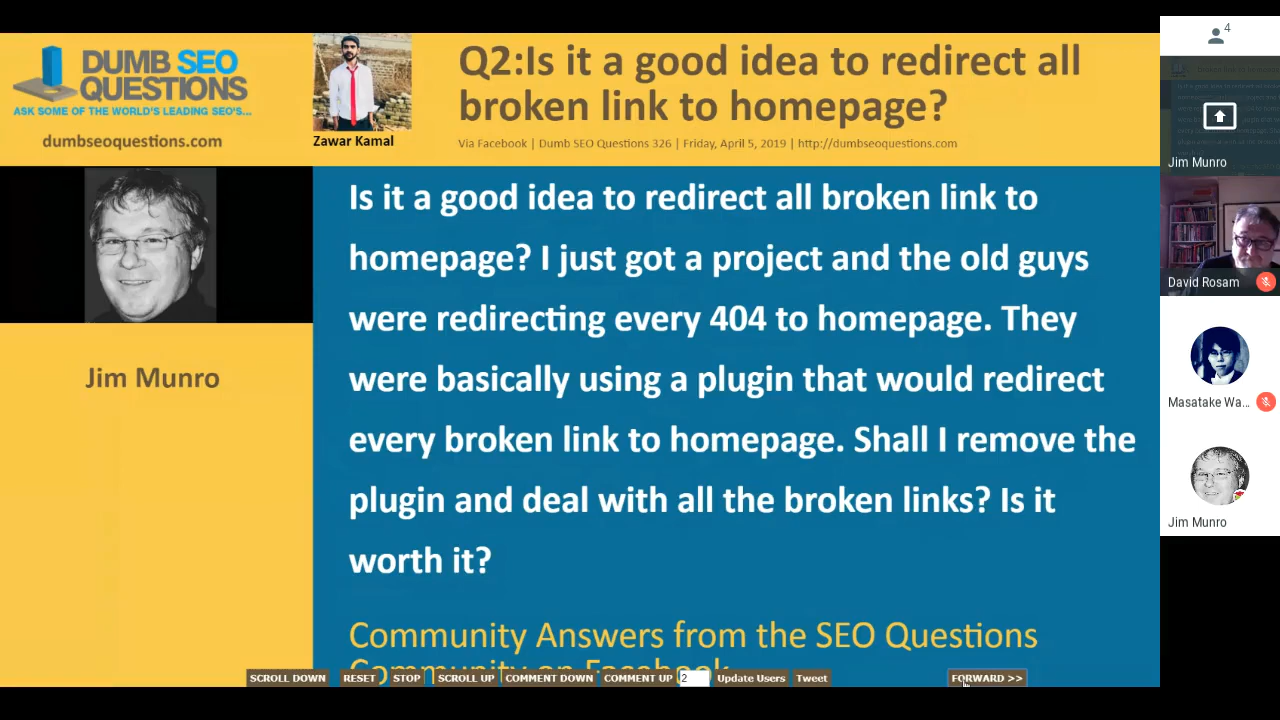 DUMB SEO
QUESTIONS
ASK SOME OF THE WORLD'S LEADING SEO'S...
dumbseoquestions.com
Zawar Kamal
Q2:Is it a good idea to redirect all
broken link to homepage?
Via Facebook | Dumb SEO Questions 326 | Friday, April 5, 2019 | http://dumbseoquestions.com
Jim Munro
Is it a good idea to redirect all broken link to
homepage? I just got a project and the old guys
were redirecting every 404 to homepage. They
were basically using a plugin that would redirect
every broken link to homepage. Shall I remove the
plugin and deal with all the broken links? Is it
worth it?
Community Answers from the SEO Questions
Community on Facebook
SCROLL DOWN RESET STOP SCROLL UP COMMENT DOWN COMMENT UP 2 Update Users Tweet FORWARD >>
4
Jim Munro
David Rosam
Masatake Wa...
Jim Munro